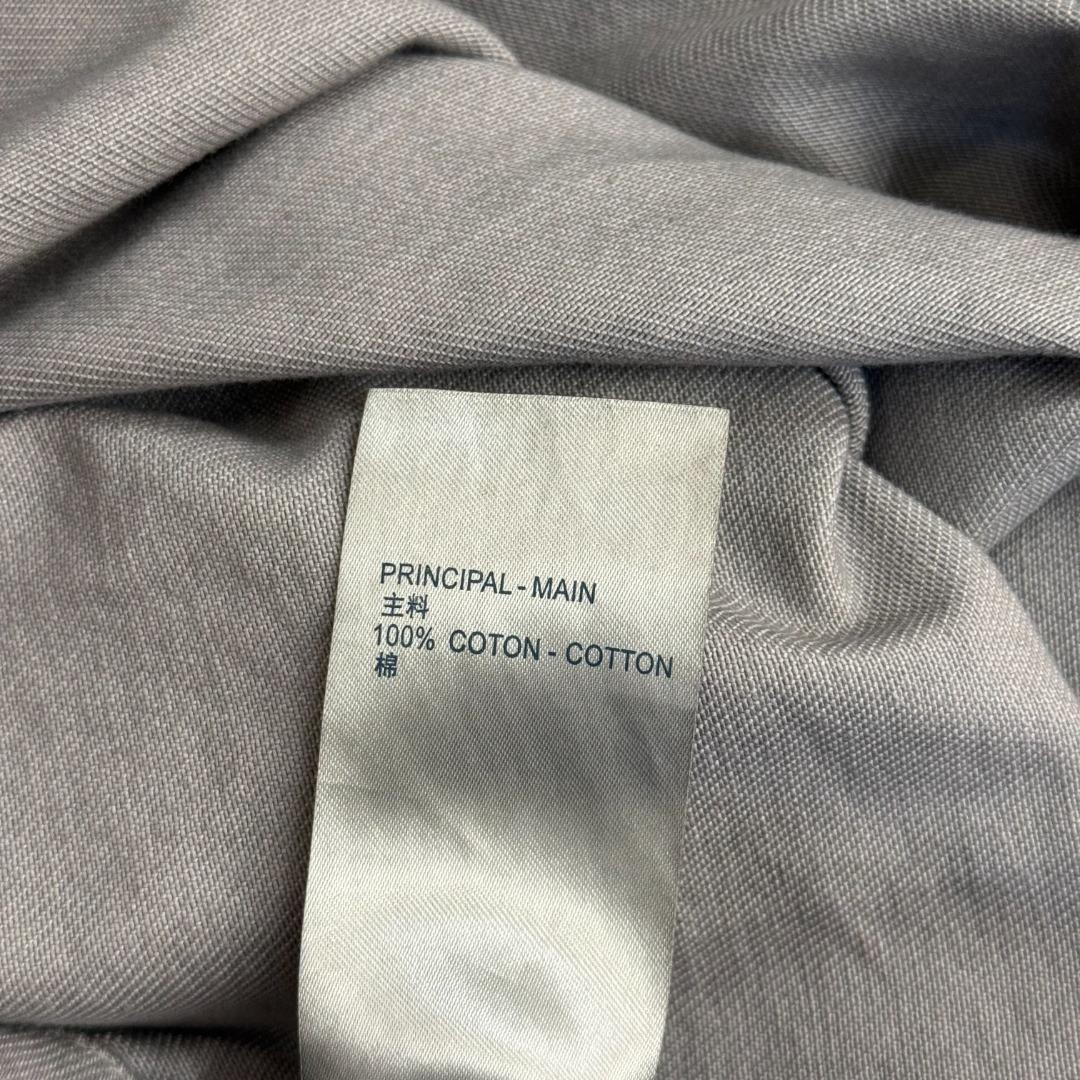 PRINCIPAL - MAIN
主料
100% COTON - COTTON
棉